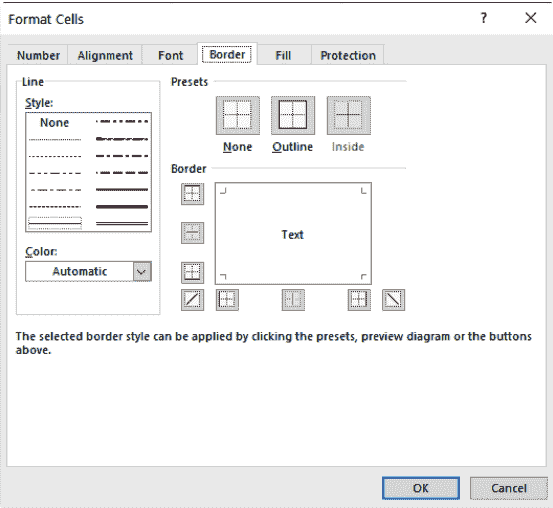 Format Cells
?
Number Alignment Font Border Fill Protection
Line
Style:
None
Color:
Automatic
Presets
None Outline Inside
Border
Text
The selected border style can be applied by clicking the presets, preview diagram or the buttons
above.
OK Cancel